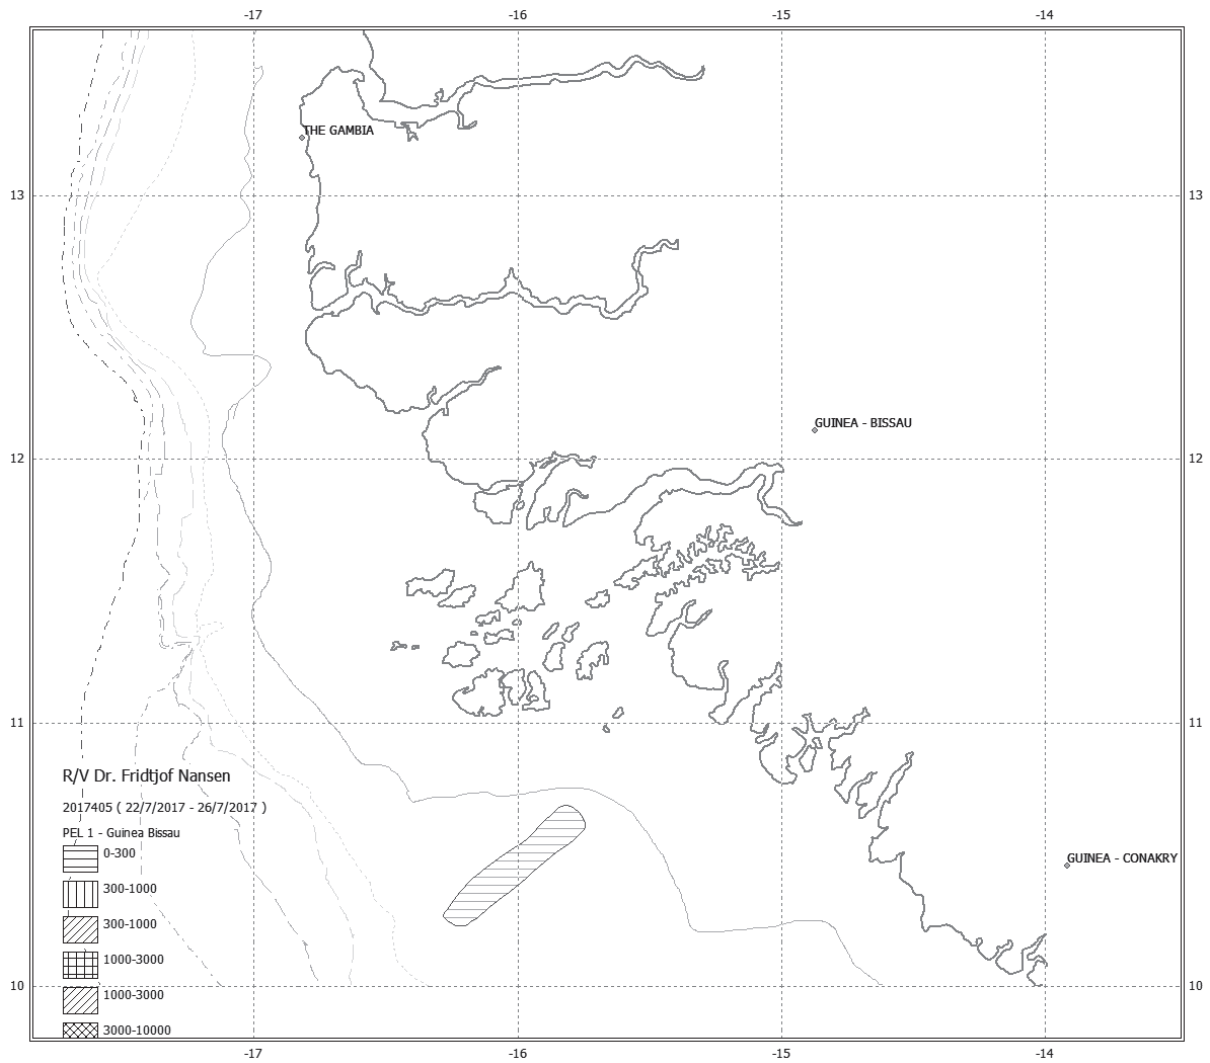 -17 -16 -15 -14
THE GAMBIA
13 13
GUINEA - BISSAU
12 12
11 11
R/V Dr. Fridtjof Nansen
2017405 ( 22/7/2017 - 26/7/2017 )
PEL 1 - Guinea Bissau
0-300
GUINEA - CONAKRY
300-1000
300-1000
1000-3000
10 10
1000-3000
3000-10000
-17 -16 -15 -14